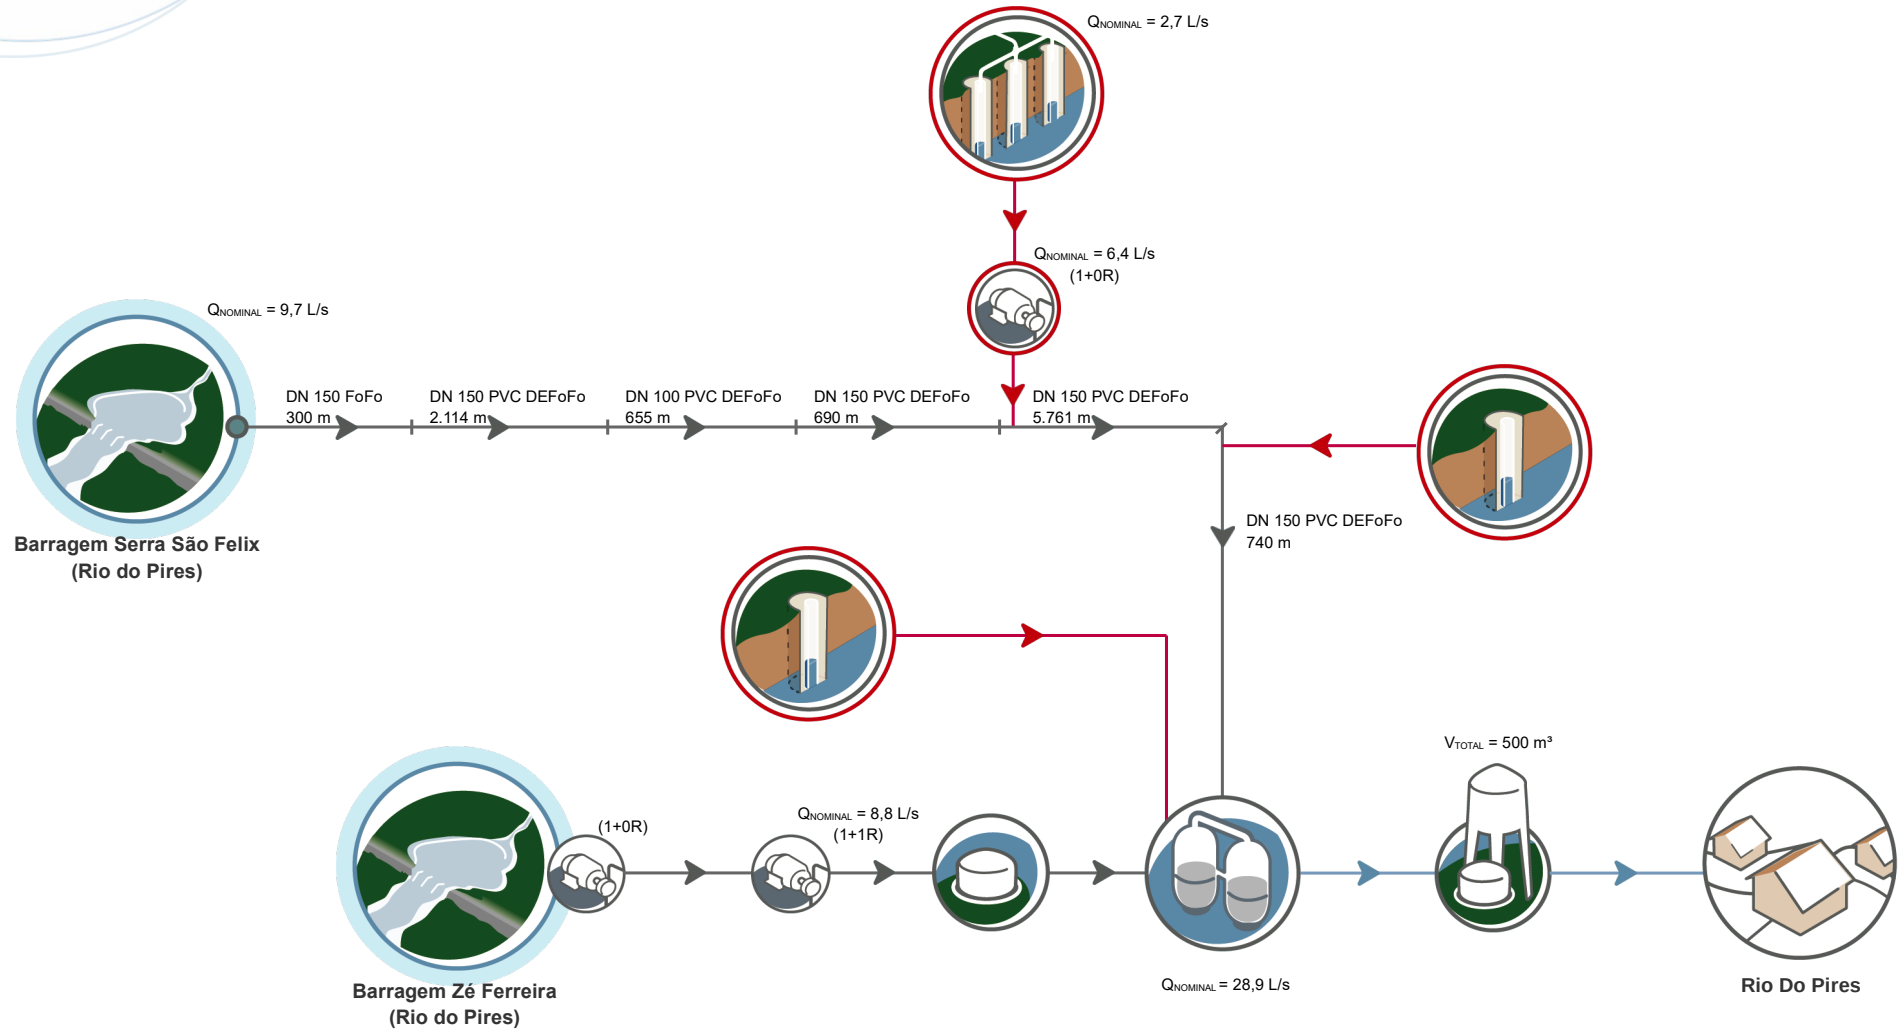 QNOMINAL = 2,7 L/s
QNOMINAL = 6,4 L/s
(1+0R)
QNOMINAL = 9,7 L/s
DN 150 FoFo
300 m
DN 150 PVC DEFoFo
2.114 m
DN 100 PVC DEFoFo
655 m
DN 150 PVC DEFoFo
690 m
DN 150 PVC DEFoFo
5.761 m
Barragem Serra São Felix
(Rio do Pires)
DN 150 PVC DEFoFo
740 m
VTOTAL = 500 m³
(1+0R)
QNOMINAL = 8,8 L/s
(1+1R)
Barragem Zé Ferreira
(Rio do Pires)
QNOMINAL = 28,9 L/s
Rio Do Pires